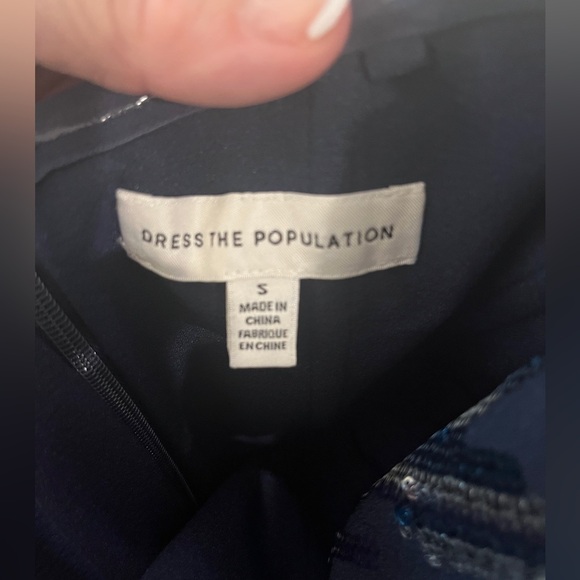 DRESS THE POPULATION
S
MADE IN
CHINA
FABRIQUE
EN CHINE